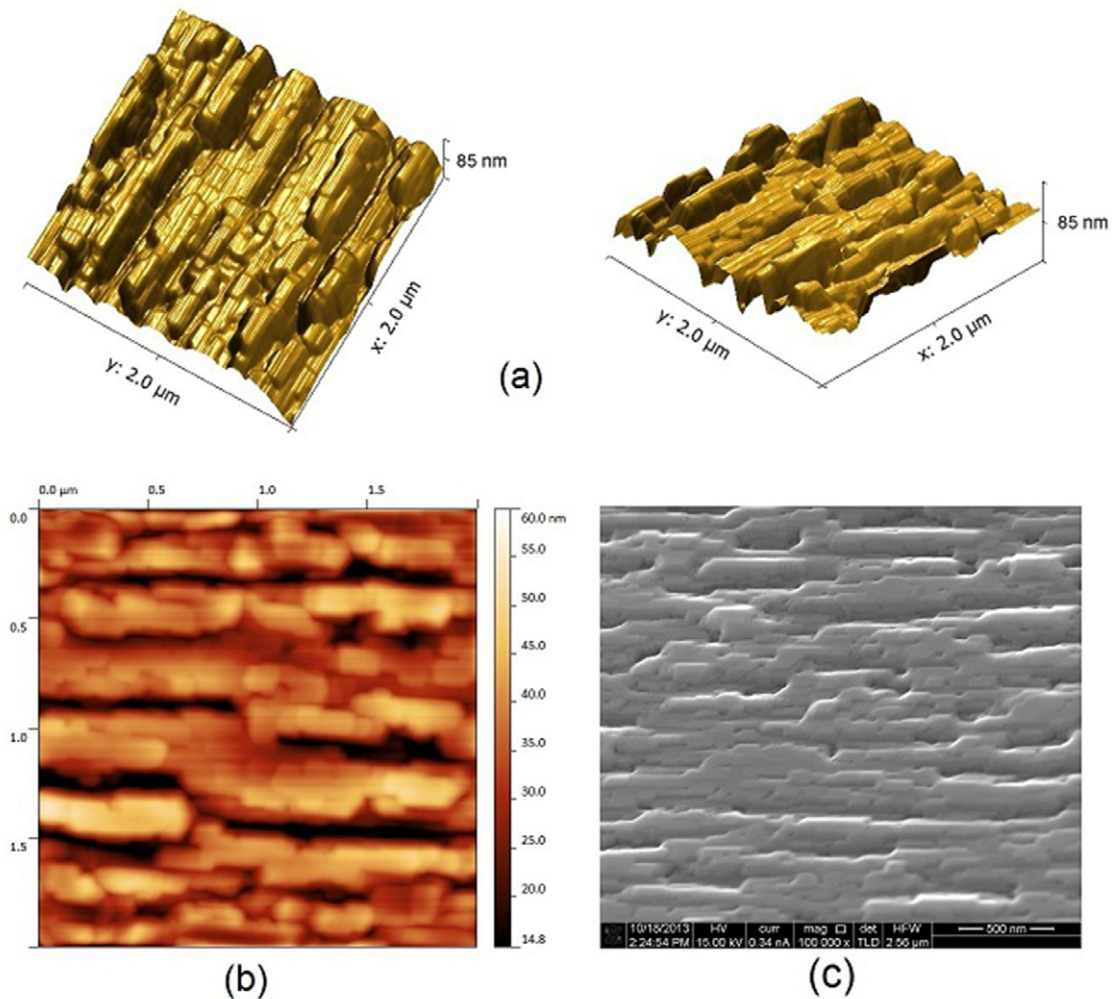 85 nm
y: 2.0 µm
x: 2.0 µm
85 nm
y: 2.0 µm
x: 2.0 µm
(a)
0.0 µm 0.5 1.0 1.5
0.0
0.5
1.0
1.5
60.0 nm
55.0
50.0
45.0
40.0
35.0
30.0
25.0
20.0
14.8
(b)
10/18/2013 HV curr mag det HFW 500 nm
2:24:54 PM 15.00 kV 0.34 nA 100 000 x TLD 2.56 µm
(c)